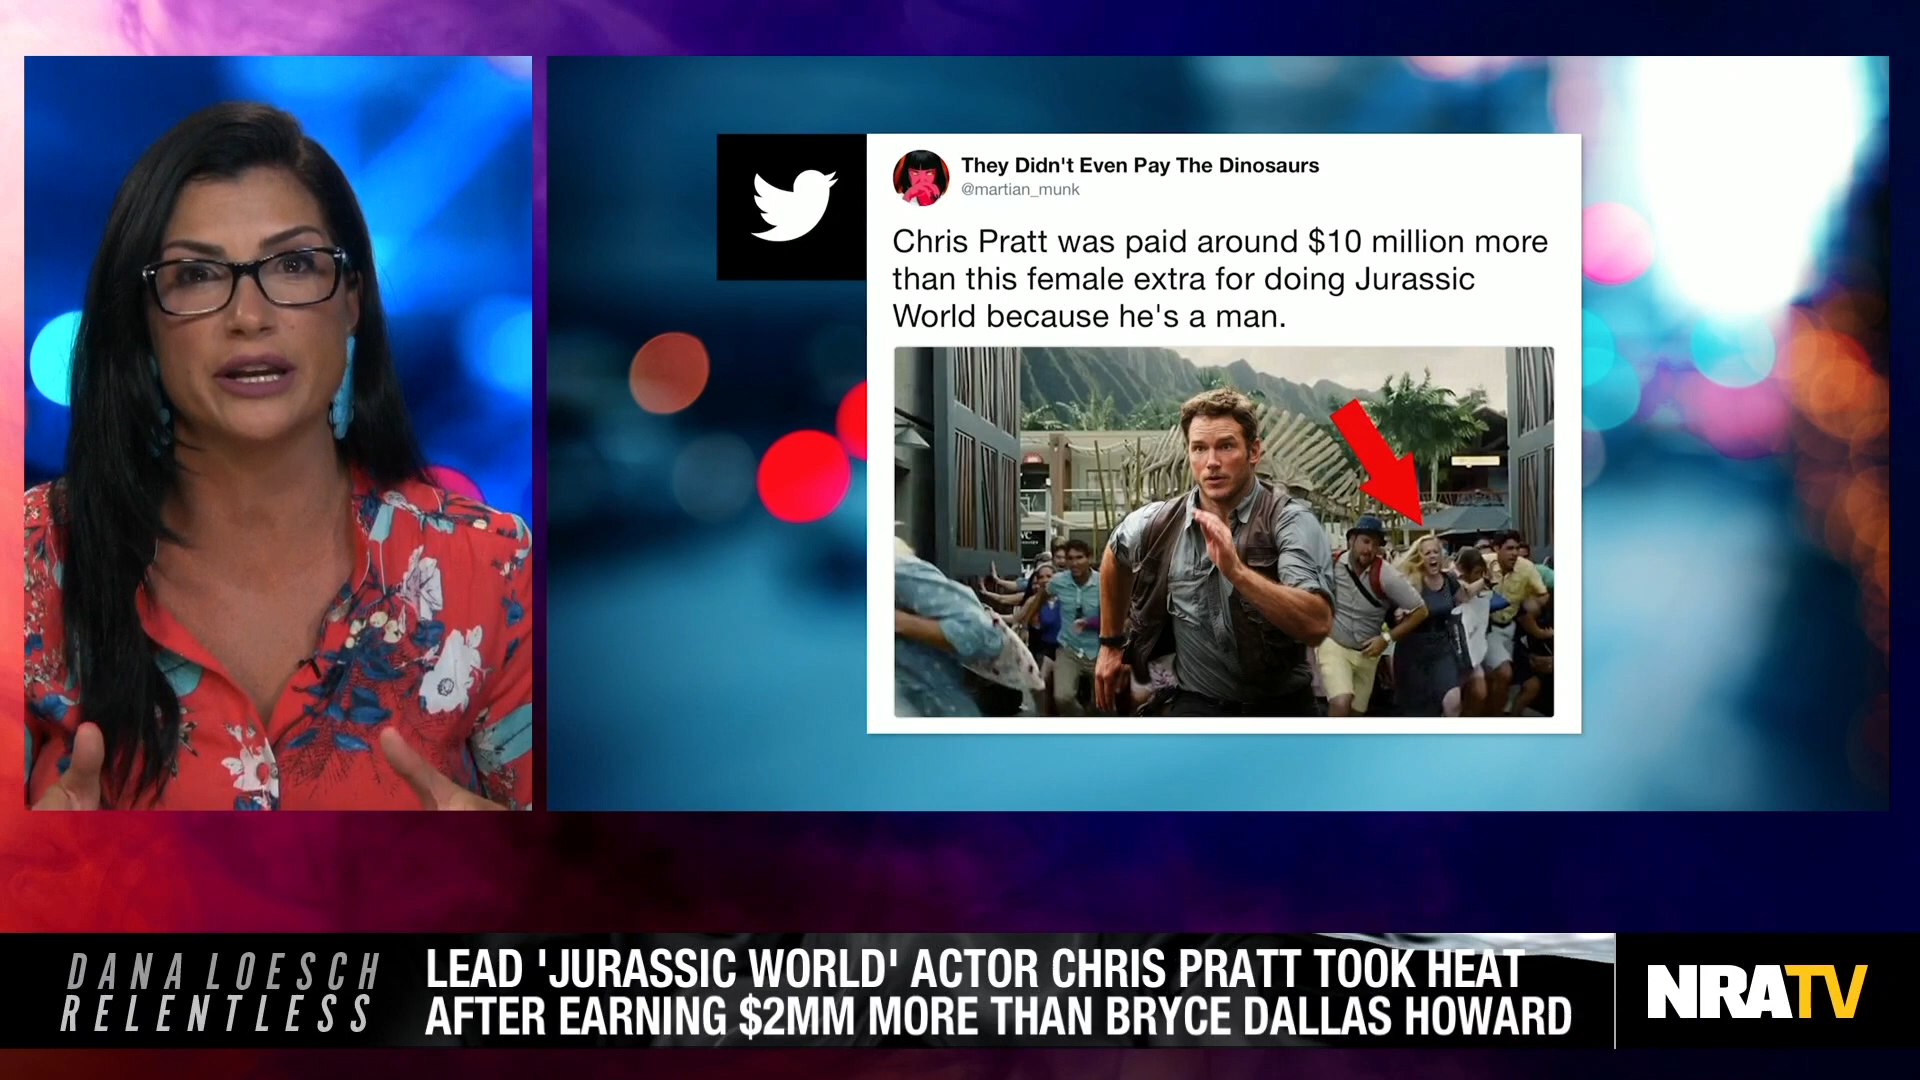 They Didn't Even Pay The Dinosaurs
@martian_munk
Chris Pratt was paid around $10 million more
than this female extra for doing Jurassic
World because he's a man.
DANA LOESCH
RELENTLESS
LEAD 'JURASSIC WORLD' ACTOR CHRIS PRATT TOOK HEAT
AFTER EARNING $2MM MORE THAN BRYCE DALLAS HOWARD
NRATV